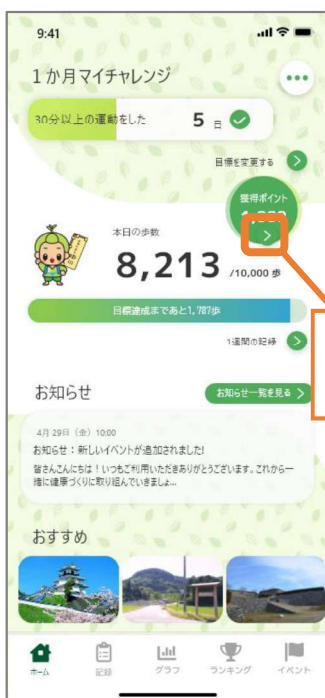 9:41
1か月マイチャレンジ
30分以上の運動をした 5 日
目標を変更する
獲得ポイント
本日の歩数
8,213 /10,000 歩
目標達成まであと1,787歩
1週間の記録
お知らせ
お知らせ一覧を見る
4月29日（金）10:00
お知らせ：新しいイベントが追加されました!
皆さんこんにちは！いつもご利用いただきありがとうございます。これから一
緒に健康づくりに取り組んでいきましょ...
おすすめ
ホーム 記録 グラフ ランキング イベント